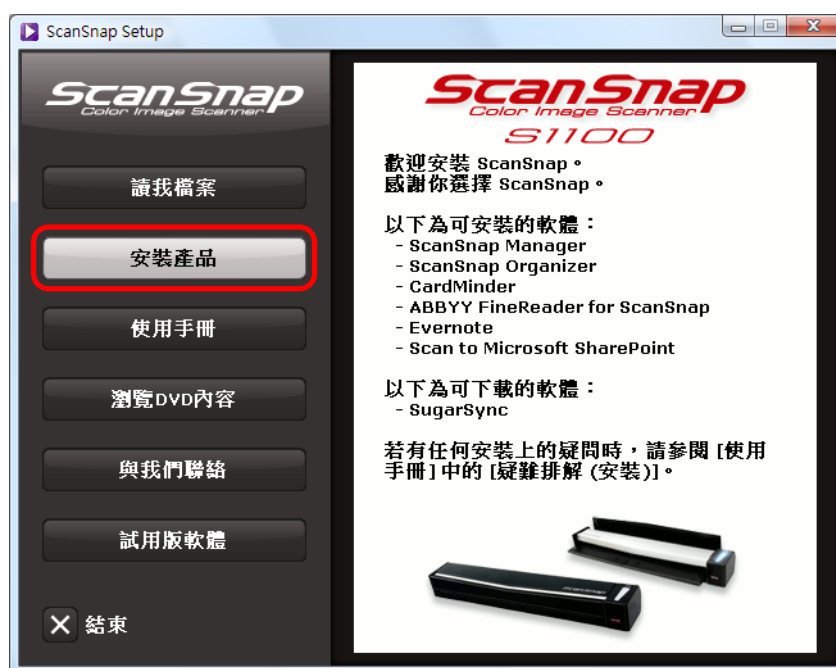 ScanSnap Setup
ScanSnap
Color Image Scanner
讀我檔案
安裝產品
使用手冊
瀏覽DVD內容
與我們聯絡
試用版軟體
結束
ScanSnap
Color Image Scanner
S1100
歡迎安裝 ScanSnap。
感謝你選擇 ScanSnap。
以下為可安裝的軟體：
- ScanSnap Manager
- ScanSnap Organizer
- CardMinder
- ABBYY FineReader for ScanSnap
- Evernote
- Scan to Microsoft SharePoint
以下為可下載的軟體：
- SugarSync
若有任何安裝上的疑問時，請參閱 [使用
手冊] 中的 [疑難排解 (安裝)]。